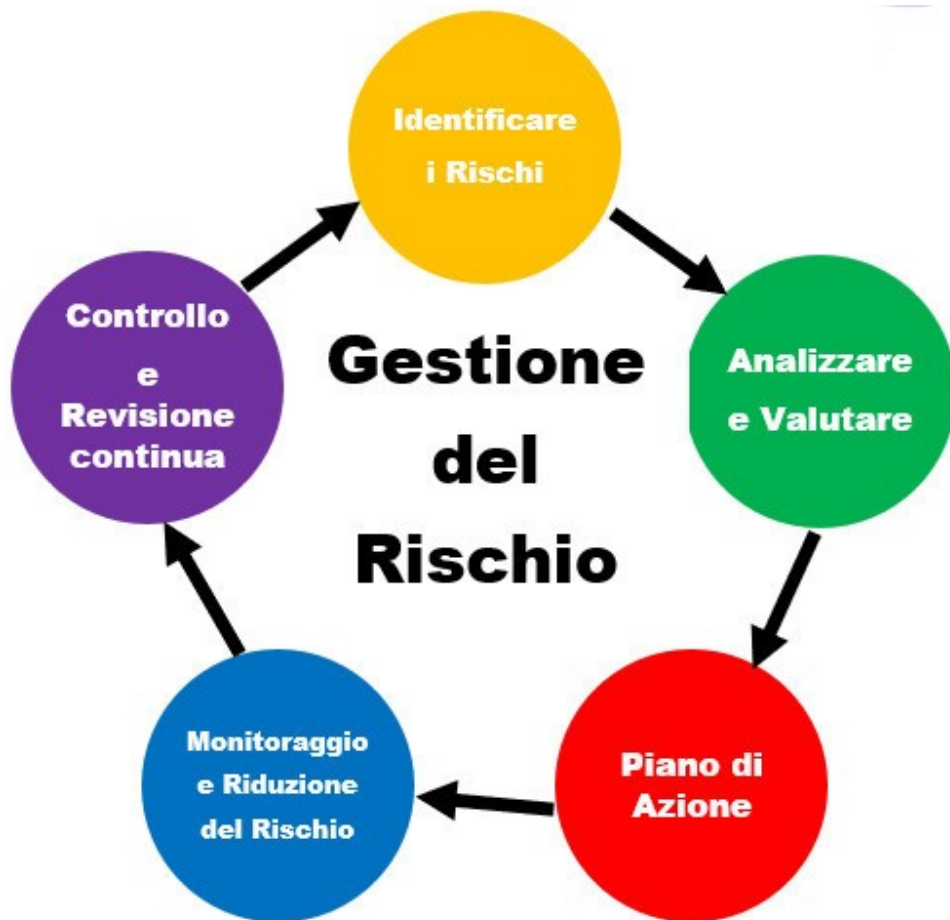 Identificare
i Rischi
Analizzare
e Valutare
Piano di
Azione
Monitoraggio
e Riduzione
del Rischio
Controllo
e
Revisione
continua
Gestione
del
Rischio